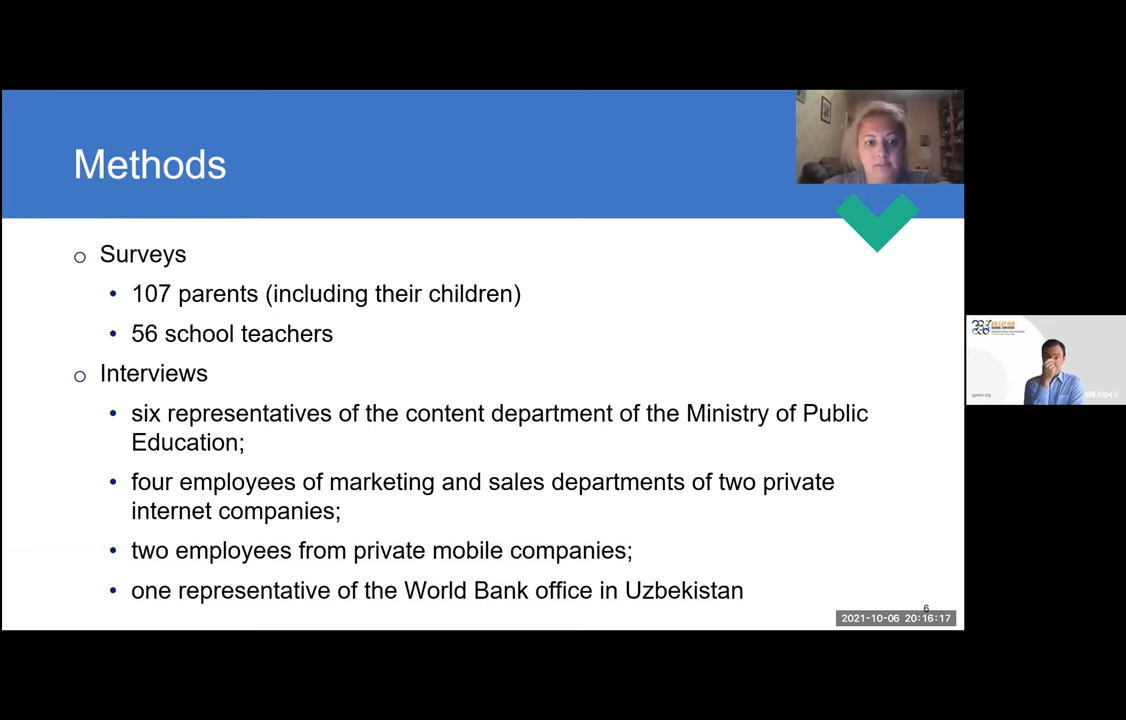 Methods
Surveys
107 parents (including their children)
56 school teachers
Interviews
six representatives of the content department of the Ministry of Public
Education;
four employees of marketing and sales departments of two private
internet companies;
two employees from private mobile companies;
one representative of the World Bank office in Uzbekistan
6
2021-10-06 20:16:17